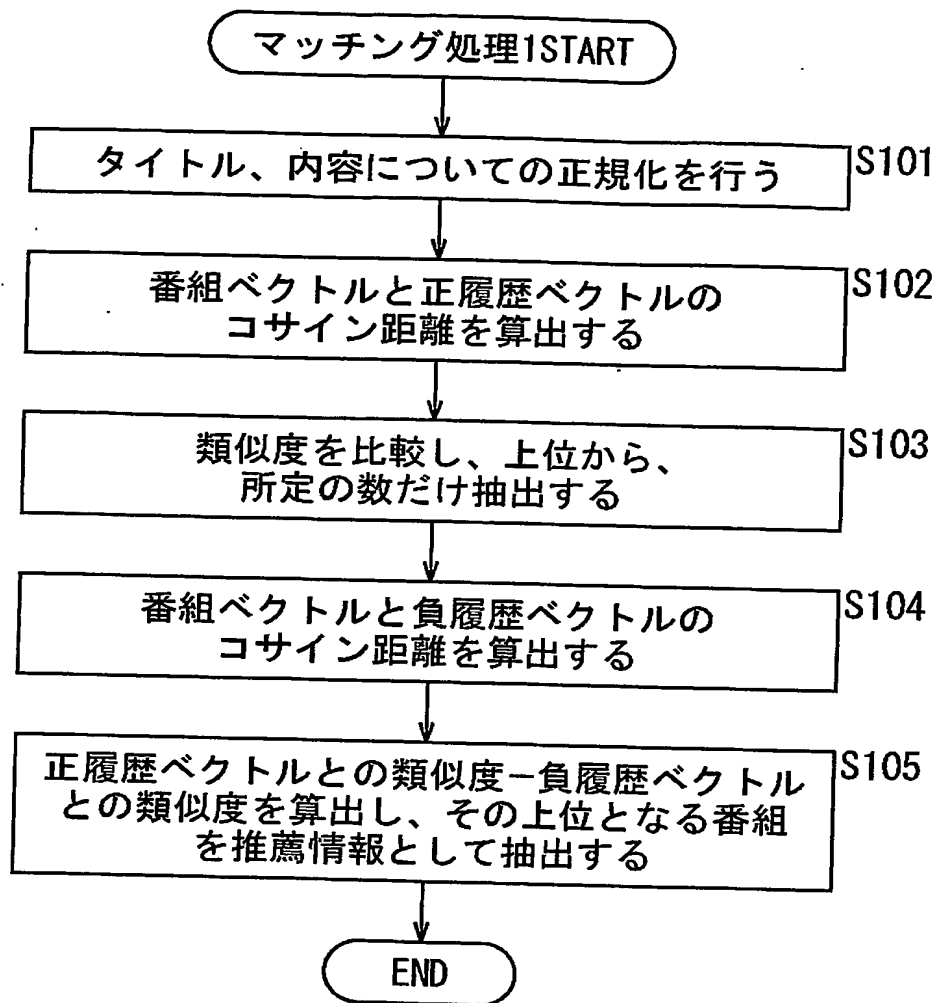 マッチング処理1START
タイトル、内容についての正規化を行う
S101
番組ベクトルと正履歴ベクトルの
コサイン距離を算出する
S102
類似度を比較し、上位から、
所定の数だけ抽出する
S103
番組ベクトルと負履歴ベクトルの
コサイン距離を算出する
S104
正履歴ベクトルとの類似度−負履歴ベクトル
との類似度を算出し、その上位となる番組
を推薦情報として抽出する
S105
END